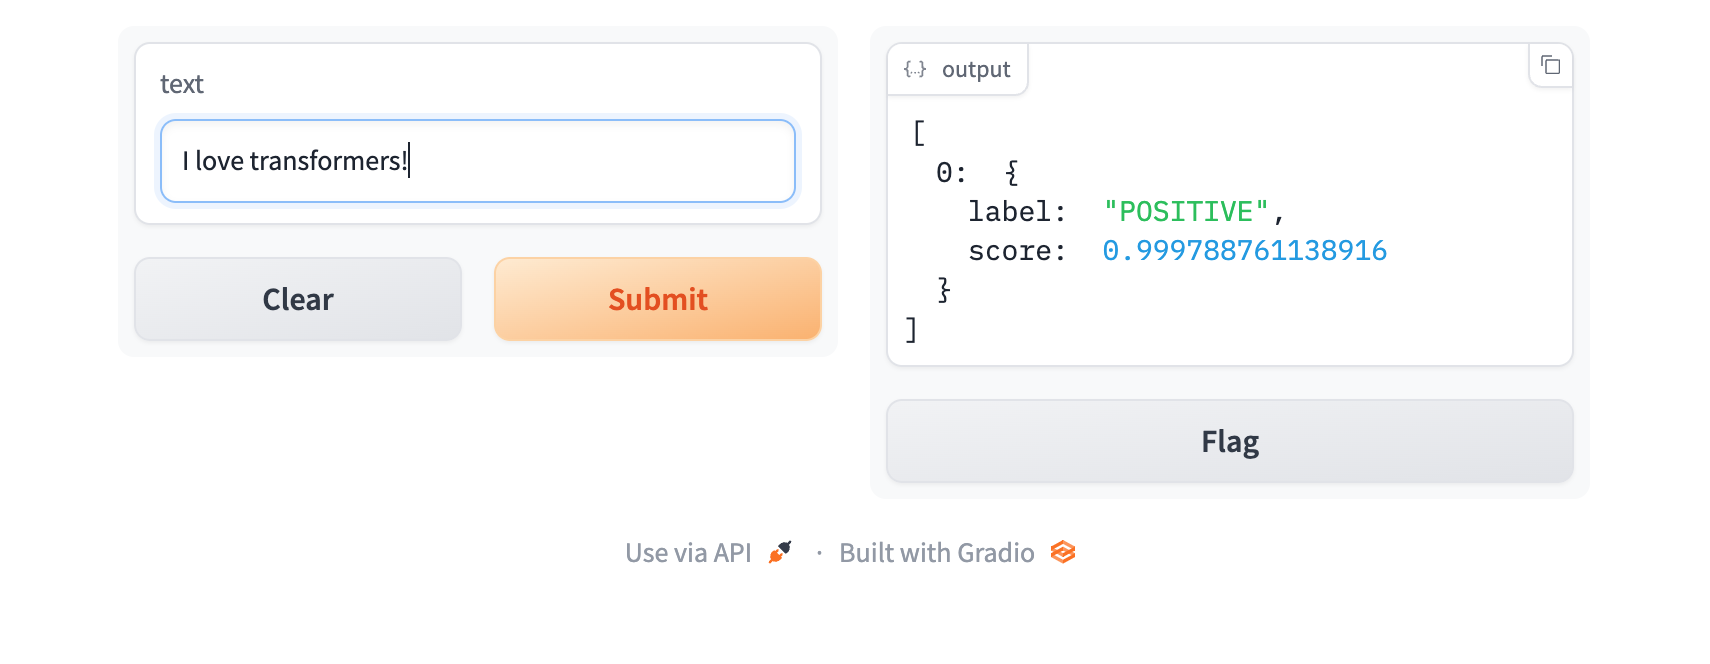 text
I love transformers!
Clear
Submit
{...} output
[
0: {
label: "POSITIVE",
score: 0.999788761138916
}
]
Flag
Use via API · Built with Gradio